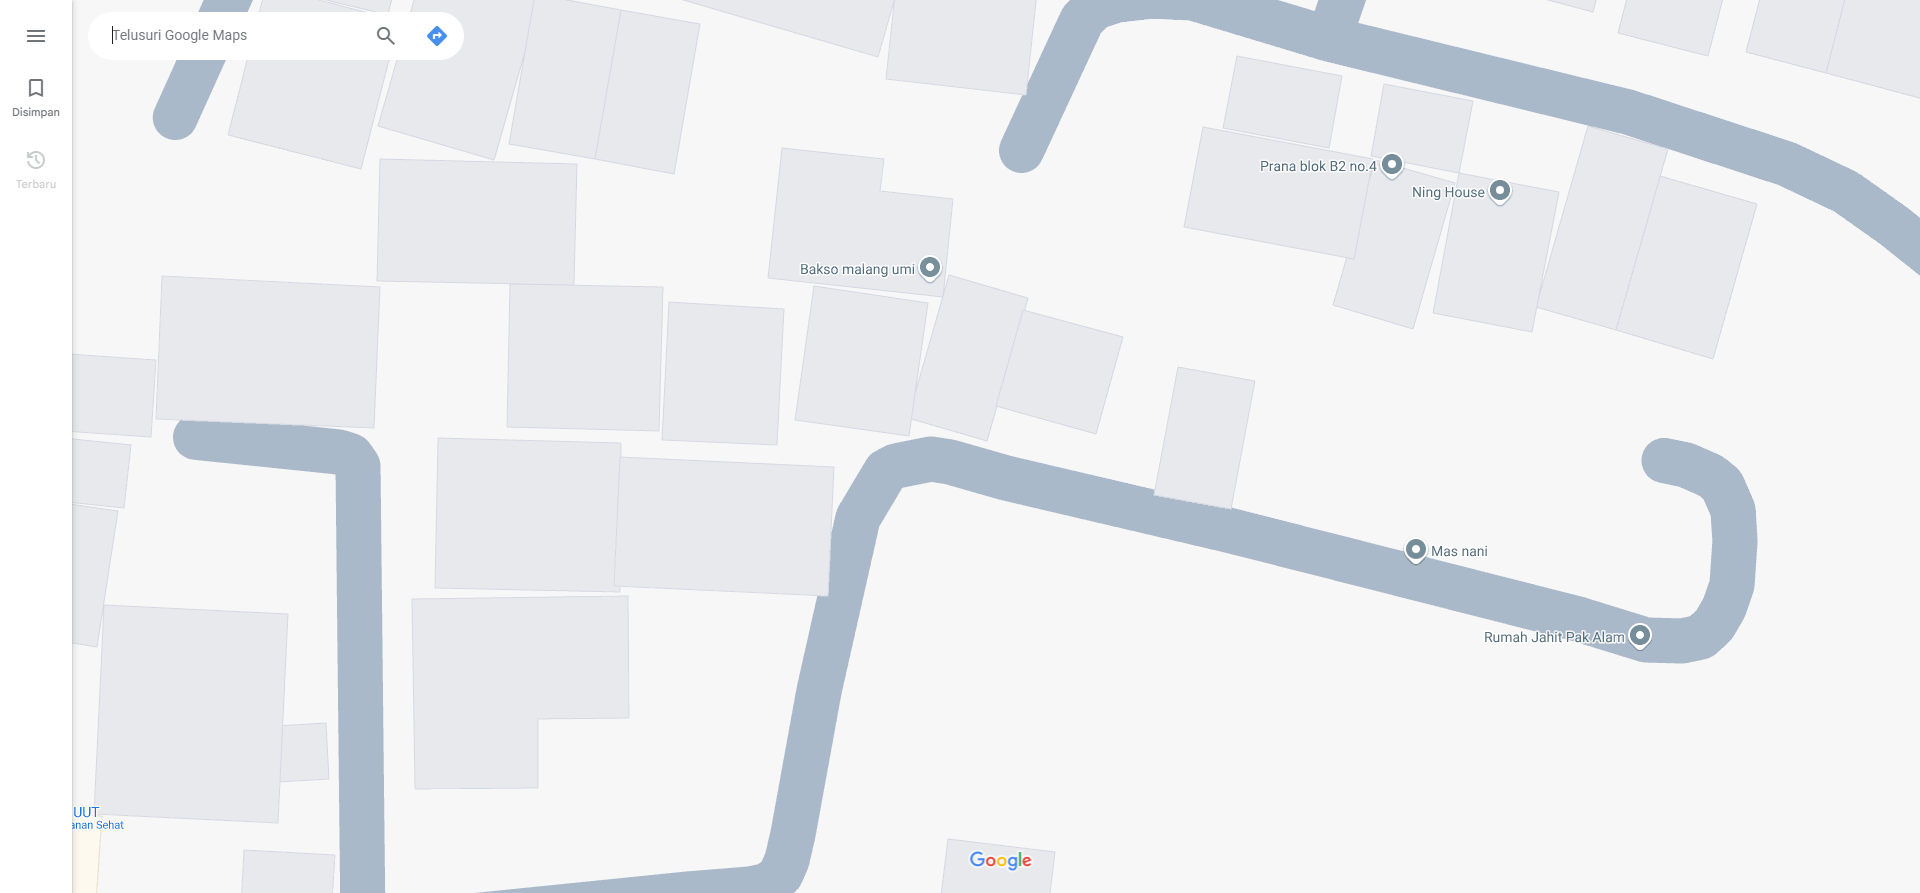 Telusuri Google Maps
Disimpan
Terbaru
Prana blok B2 no.4
Ning House
Bakso malang umi
Mas nani
Rumah Jahit Pak Alam
UUT
anan Sehat
Google